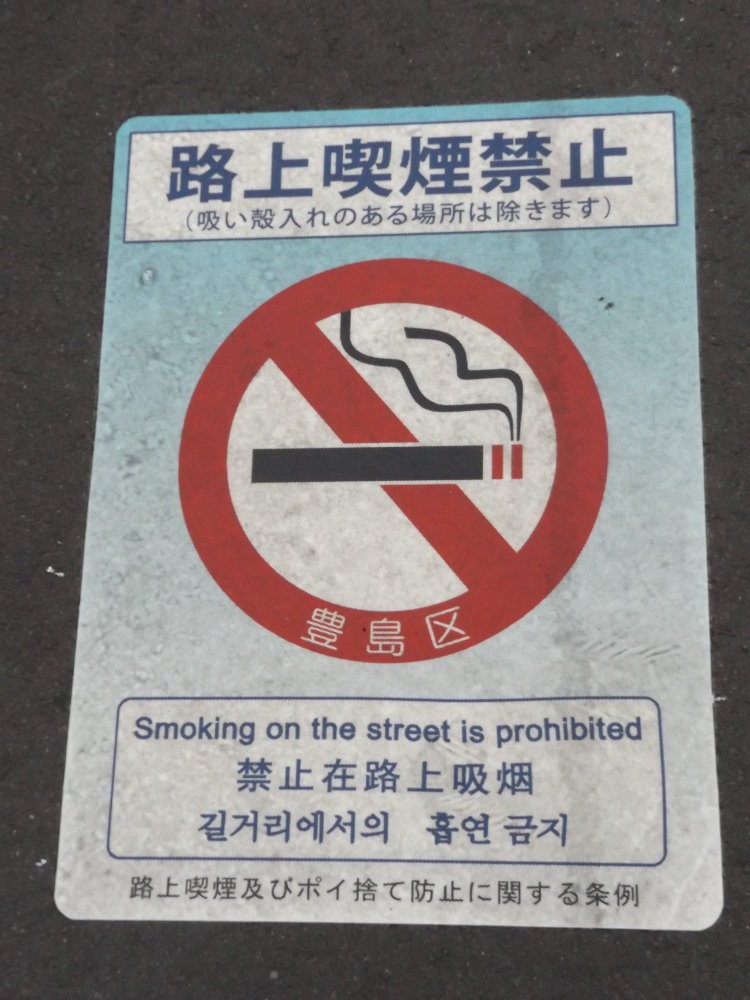 路上喫煙禁止
（吸い殻入れのある場所は除きます）
豊島区
Smoking on the street is prohibited
禁止在路上吸烟
길거리에서의 흡연 금지
路上喫煙及びポイ捨て防止に関する条例